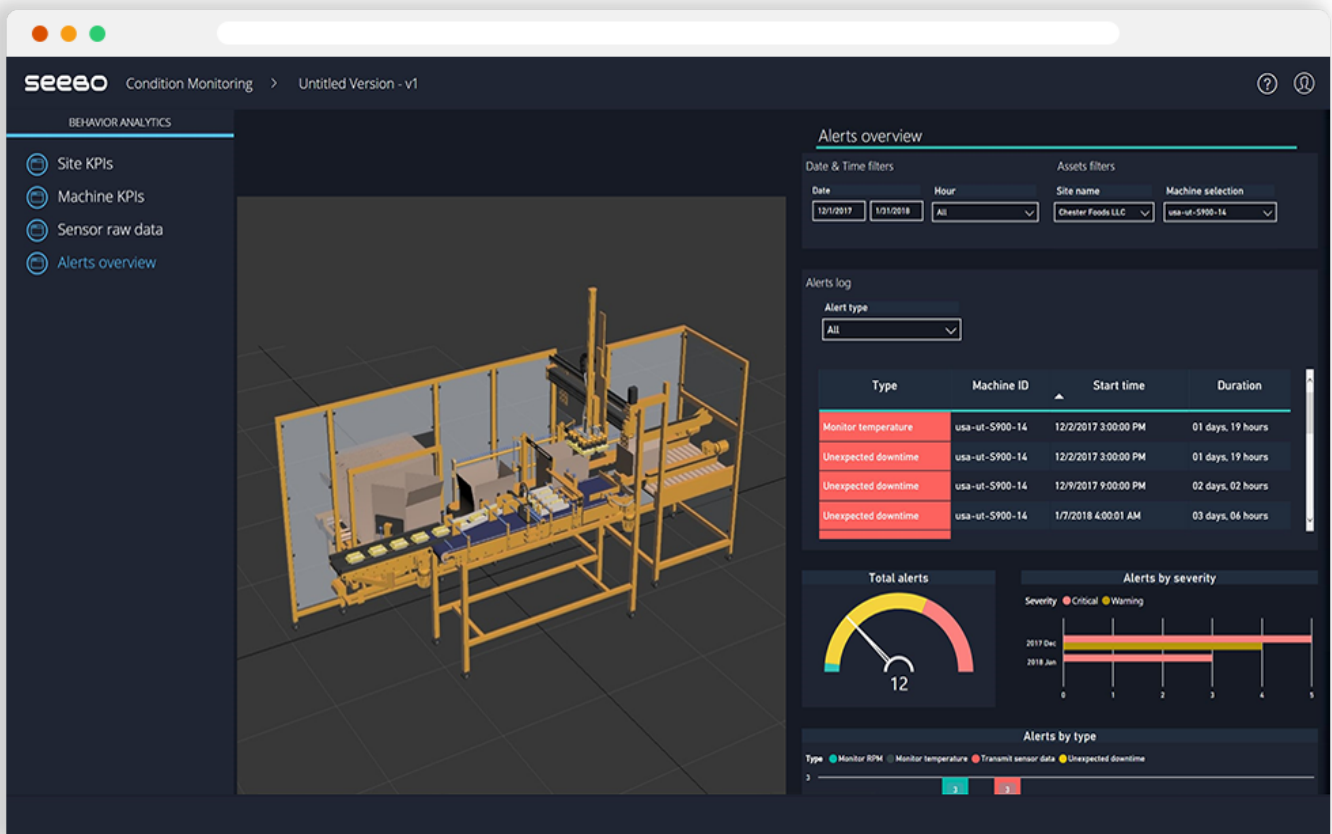 seebo Condition Monitoring > Untitled Version - v1 ?
BEHAVIOR ANALYTICS
Site KPIs
Machine KPIs
Sensor raw data
Alerts overview
Alerts overview
Date & Time filters Assets filters
Date Hour Site name Machine selection
12/1/2017 1/31/2018 All Chester Foods LLC usa-ut-S900-14
Alerts log
Alert type
All
Type Machine ID Start time Duration
Monitor temperature usa-ut-S900-14 12/2/2017 3:00:00 PM 01 days, 19 hours
Unexpected downtime usa-ut-S900-14 12/2/2017 3:00:00 PM 01 days, 19 hours
Unexpected downtime usa-ut-S900-14 12/9/2017 9:00:00 PM 02 days, 02 hours
Unexpected downtime usa-ut-S900-14 1/7/2018 4:00:01 AM 03 days, 06 hours
Total alerts
12
Alerts by severity
Severity Critical Warning
2017 Dec
2018 Jan
0 1 2 3 4 5
Alerts by type
Type Monitor RPM Monitor temperature Transmit sensor data Unexpected downtime
3
3 3